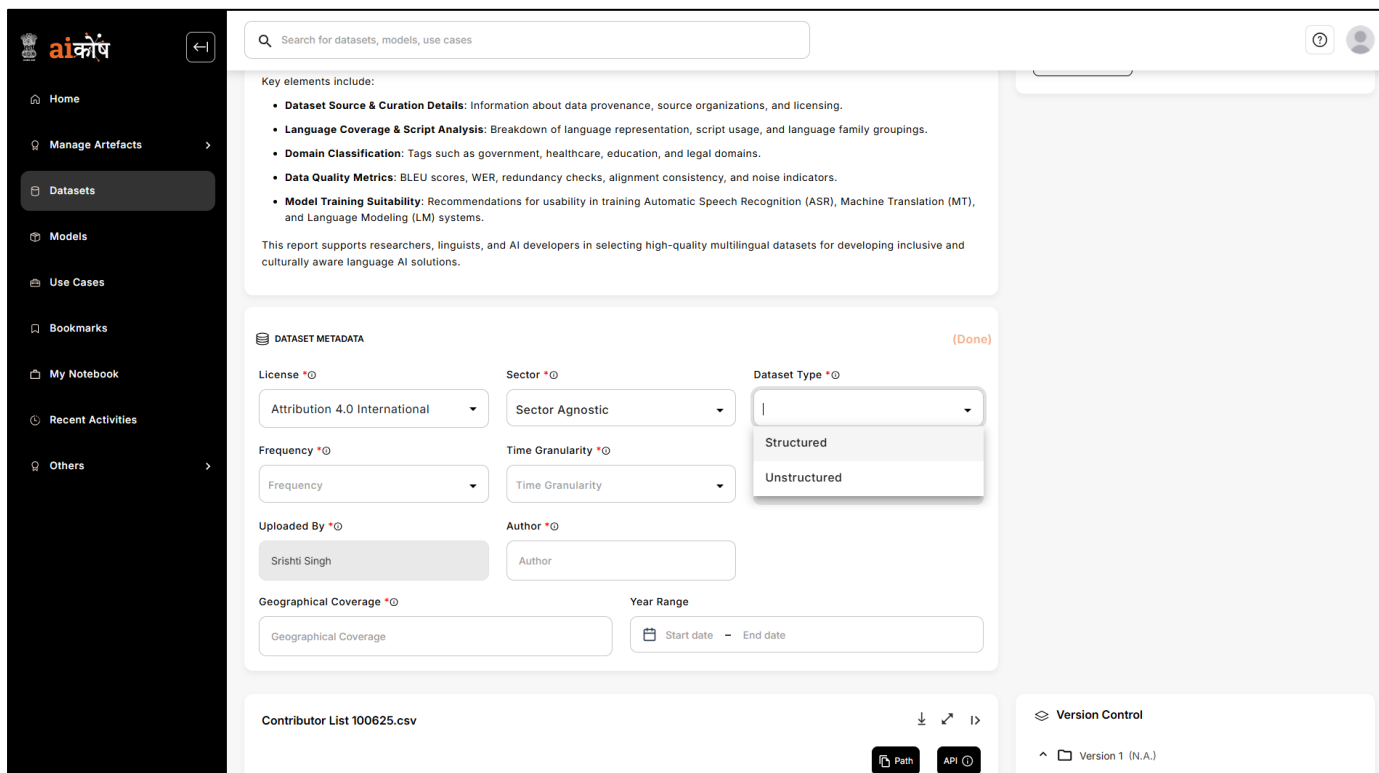 aiकोष
Search for datasets, models, use cases
Home
Manage Artefacts
Datasets
Models
Use Cases
Bookmarks
My Notebook
Recent Activities
Others
Key elements include:
• Dataset Source & Curation Details: Information about data provenance, source organizations, and licensing.
• Language Coverage & Script Analysis: Breakdown of language representation, script usage, and language family groupings.
• Domain Classification: Tags such as government, healthcare, education, and legal domains.
• Data Quality Metrics: BLEU scores, WER, redundancy checks, alignment consistency, and noise indicators.
• Model Training Suitability: Recommendations for usability in training Automatic Speech Recognition (ASR), Machine Translation (MT),
and Language Modeling (LM) systems.
This report supports researchers, linguists, and AI developers in selecting high-quality multilingual datasets for developing inclusive and
culturally aware language AI solutions.
DATASET METADATA (Done)
License * Sector * Dataset Type *
Attribution 4.0 International Sector Agnostic
Structured
Unstructured
Frequency * Time Granularity *
Frequency Time Granularity
Uploaded By * Author *
Srishti Singh Author
Geographical Coverage * Year Range
Geographical Coverage Start date – End date
Contributor List 100625.csv
Path API
Version Control
Version 1 (N.A.)